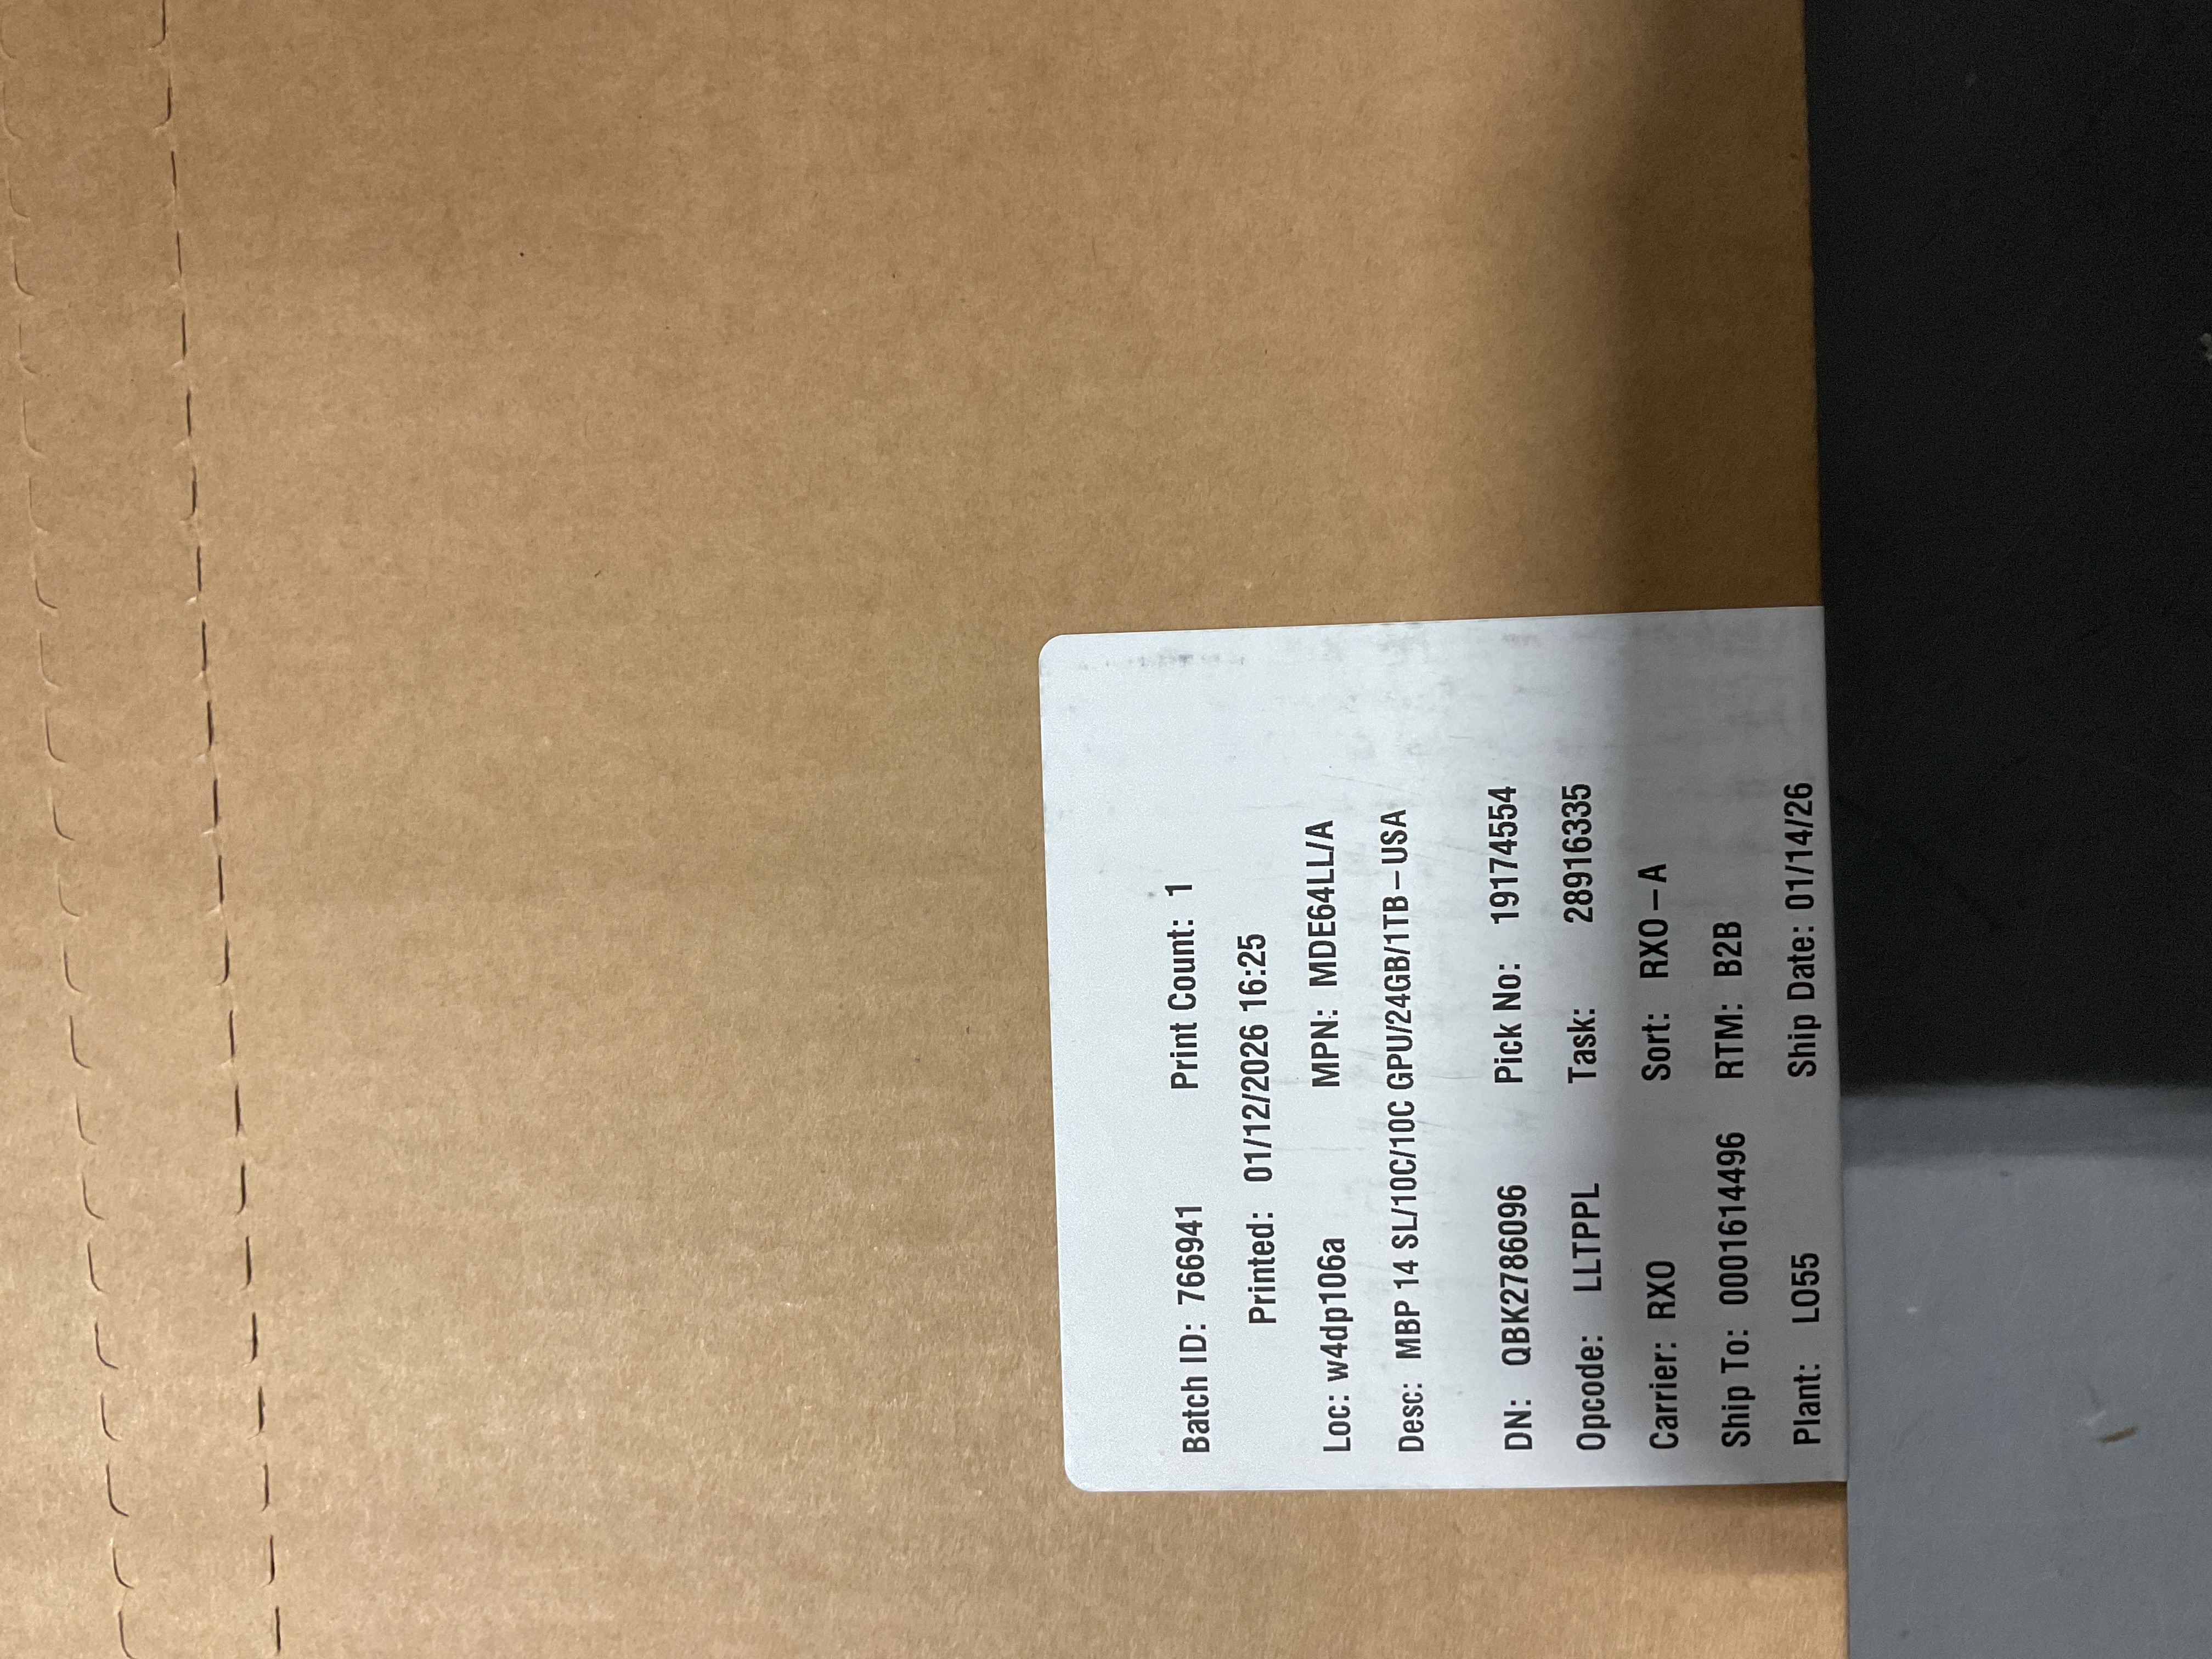 Batch ID: 766941 Print Count: 1
Printed: 01/12/2026 16:25
Loc: w4dp106a MPN: MDE64LL/A
Desc: MBP 14 SL/10C/10C GPU/24GB/1TB-USA
DN: QBK2786096 Pick No: 19174554
Opcode: LLTPPL Task: 28916335
Carrier: RXO Sort: RXO-A
Ship To: 0001614496 RTM: B2B
Plant: LO55 Ship Date: 01/14/26